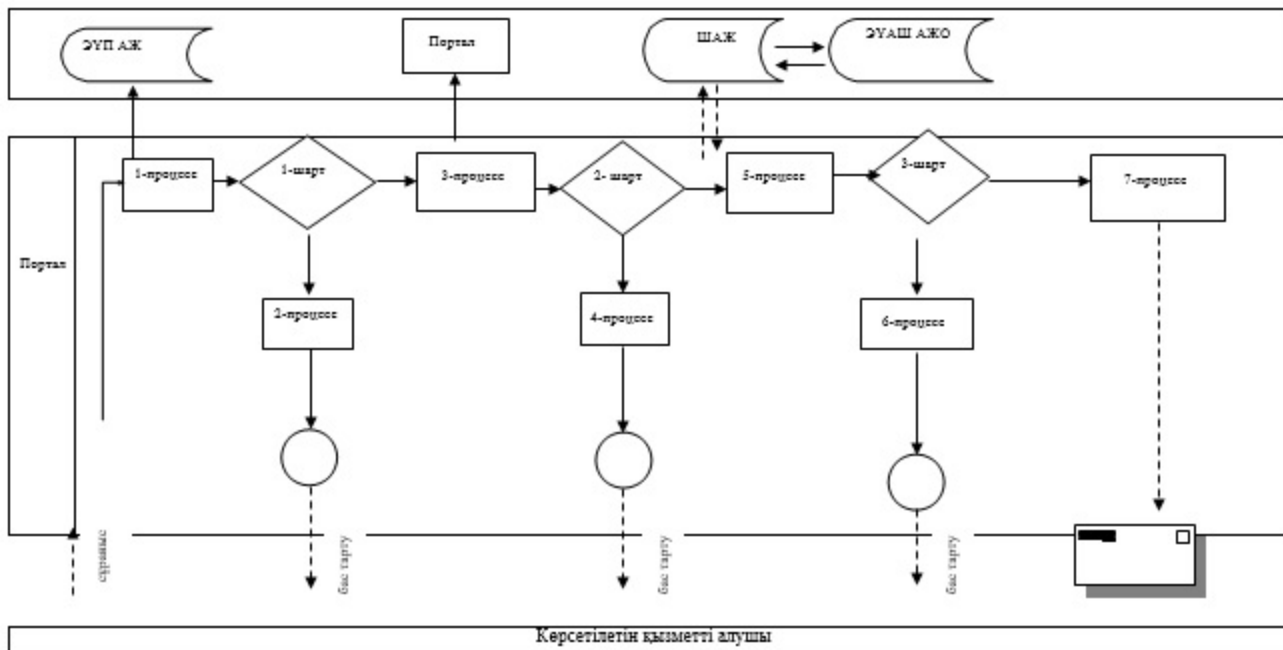 ЭҮП АЖ
Портал
ШАЖ
ЭҮАШ АЖО
1-процесс
1-шарт
3-процесс
2- шарт
5-процесс
3-шарт
7-процесс
Портал
2-процесс
4-процесс
6-процесс
сұраныс
бас тарту
бас тарту
бас тарту
Көрсетілетін қызметті алушы